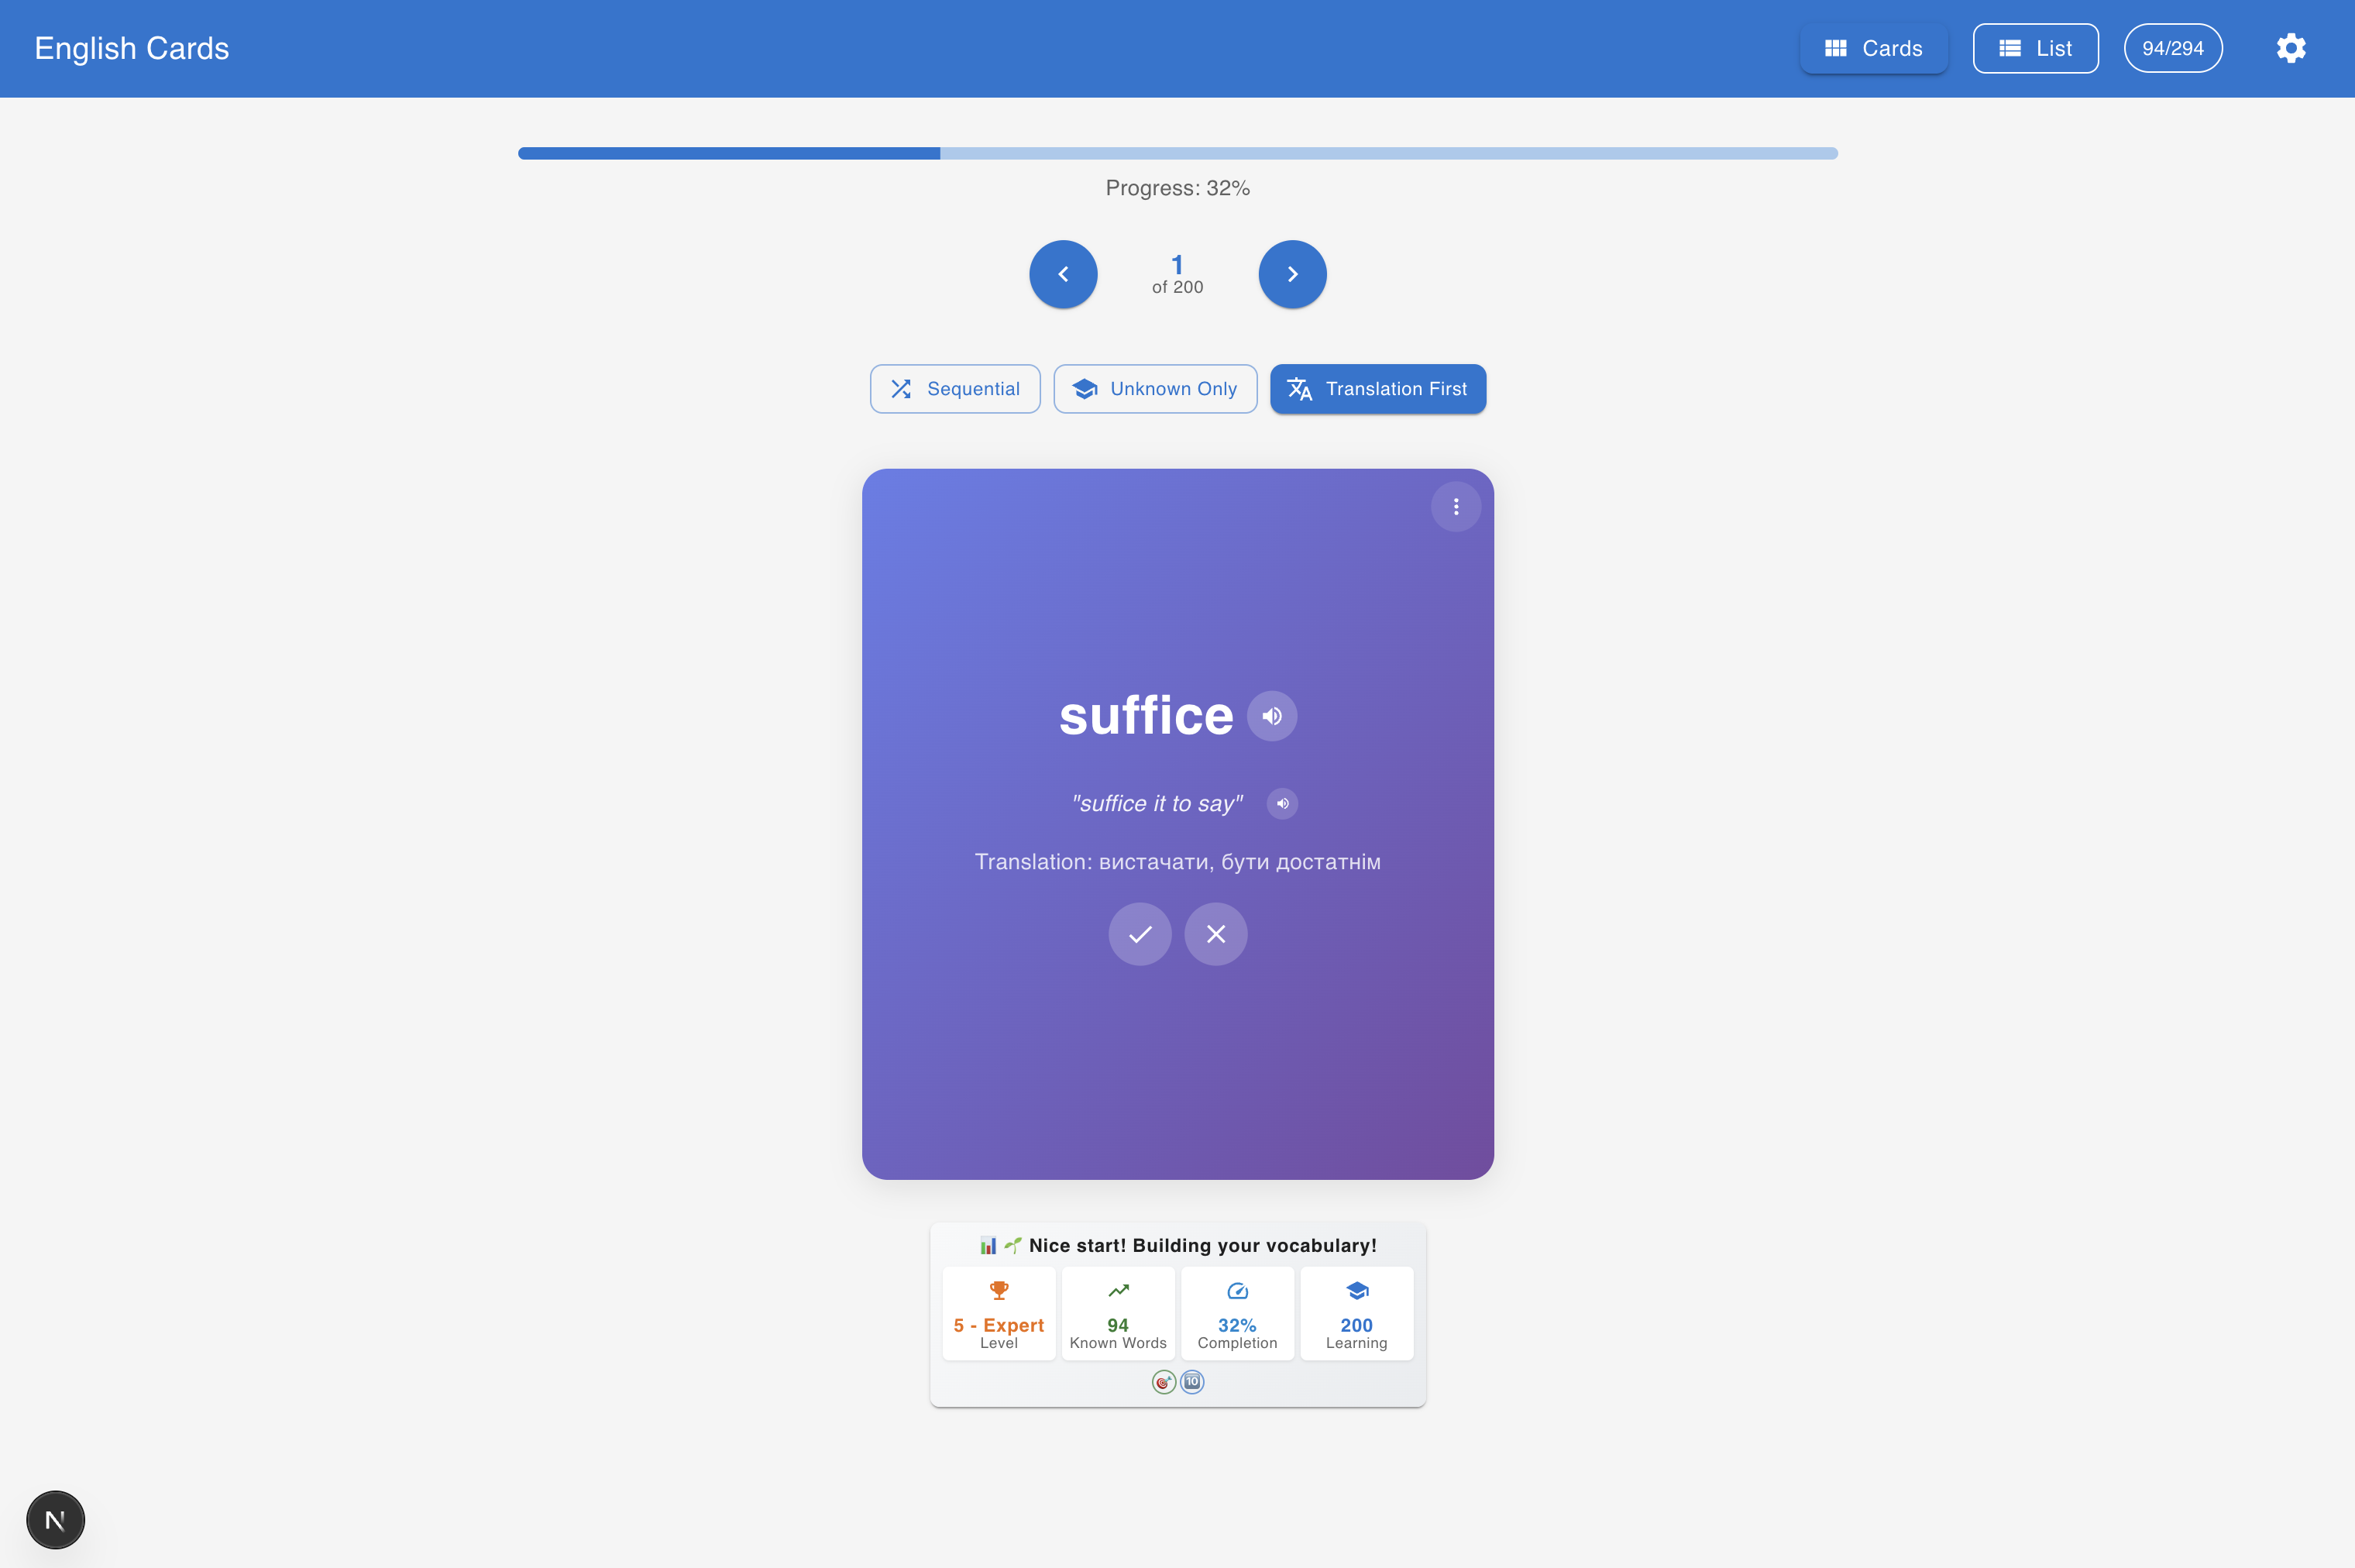 English Cards
Cards
List
94/294
Progress: 32%
1
of 200
Sequential
Unknown Only
Translation First
suffice
"suffice it to say"
Translation: вистачати, бути достатнім
Nice start! Building your vocabulary!
5 - Expert
Level
94
Known Words
32%
Completion
200
Learning
10
N